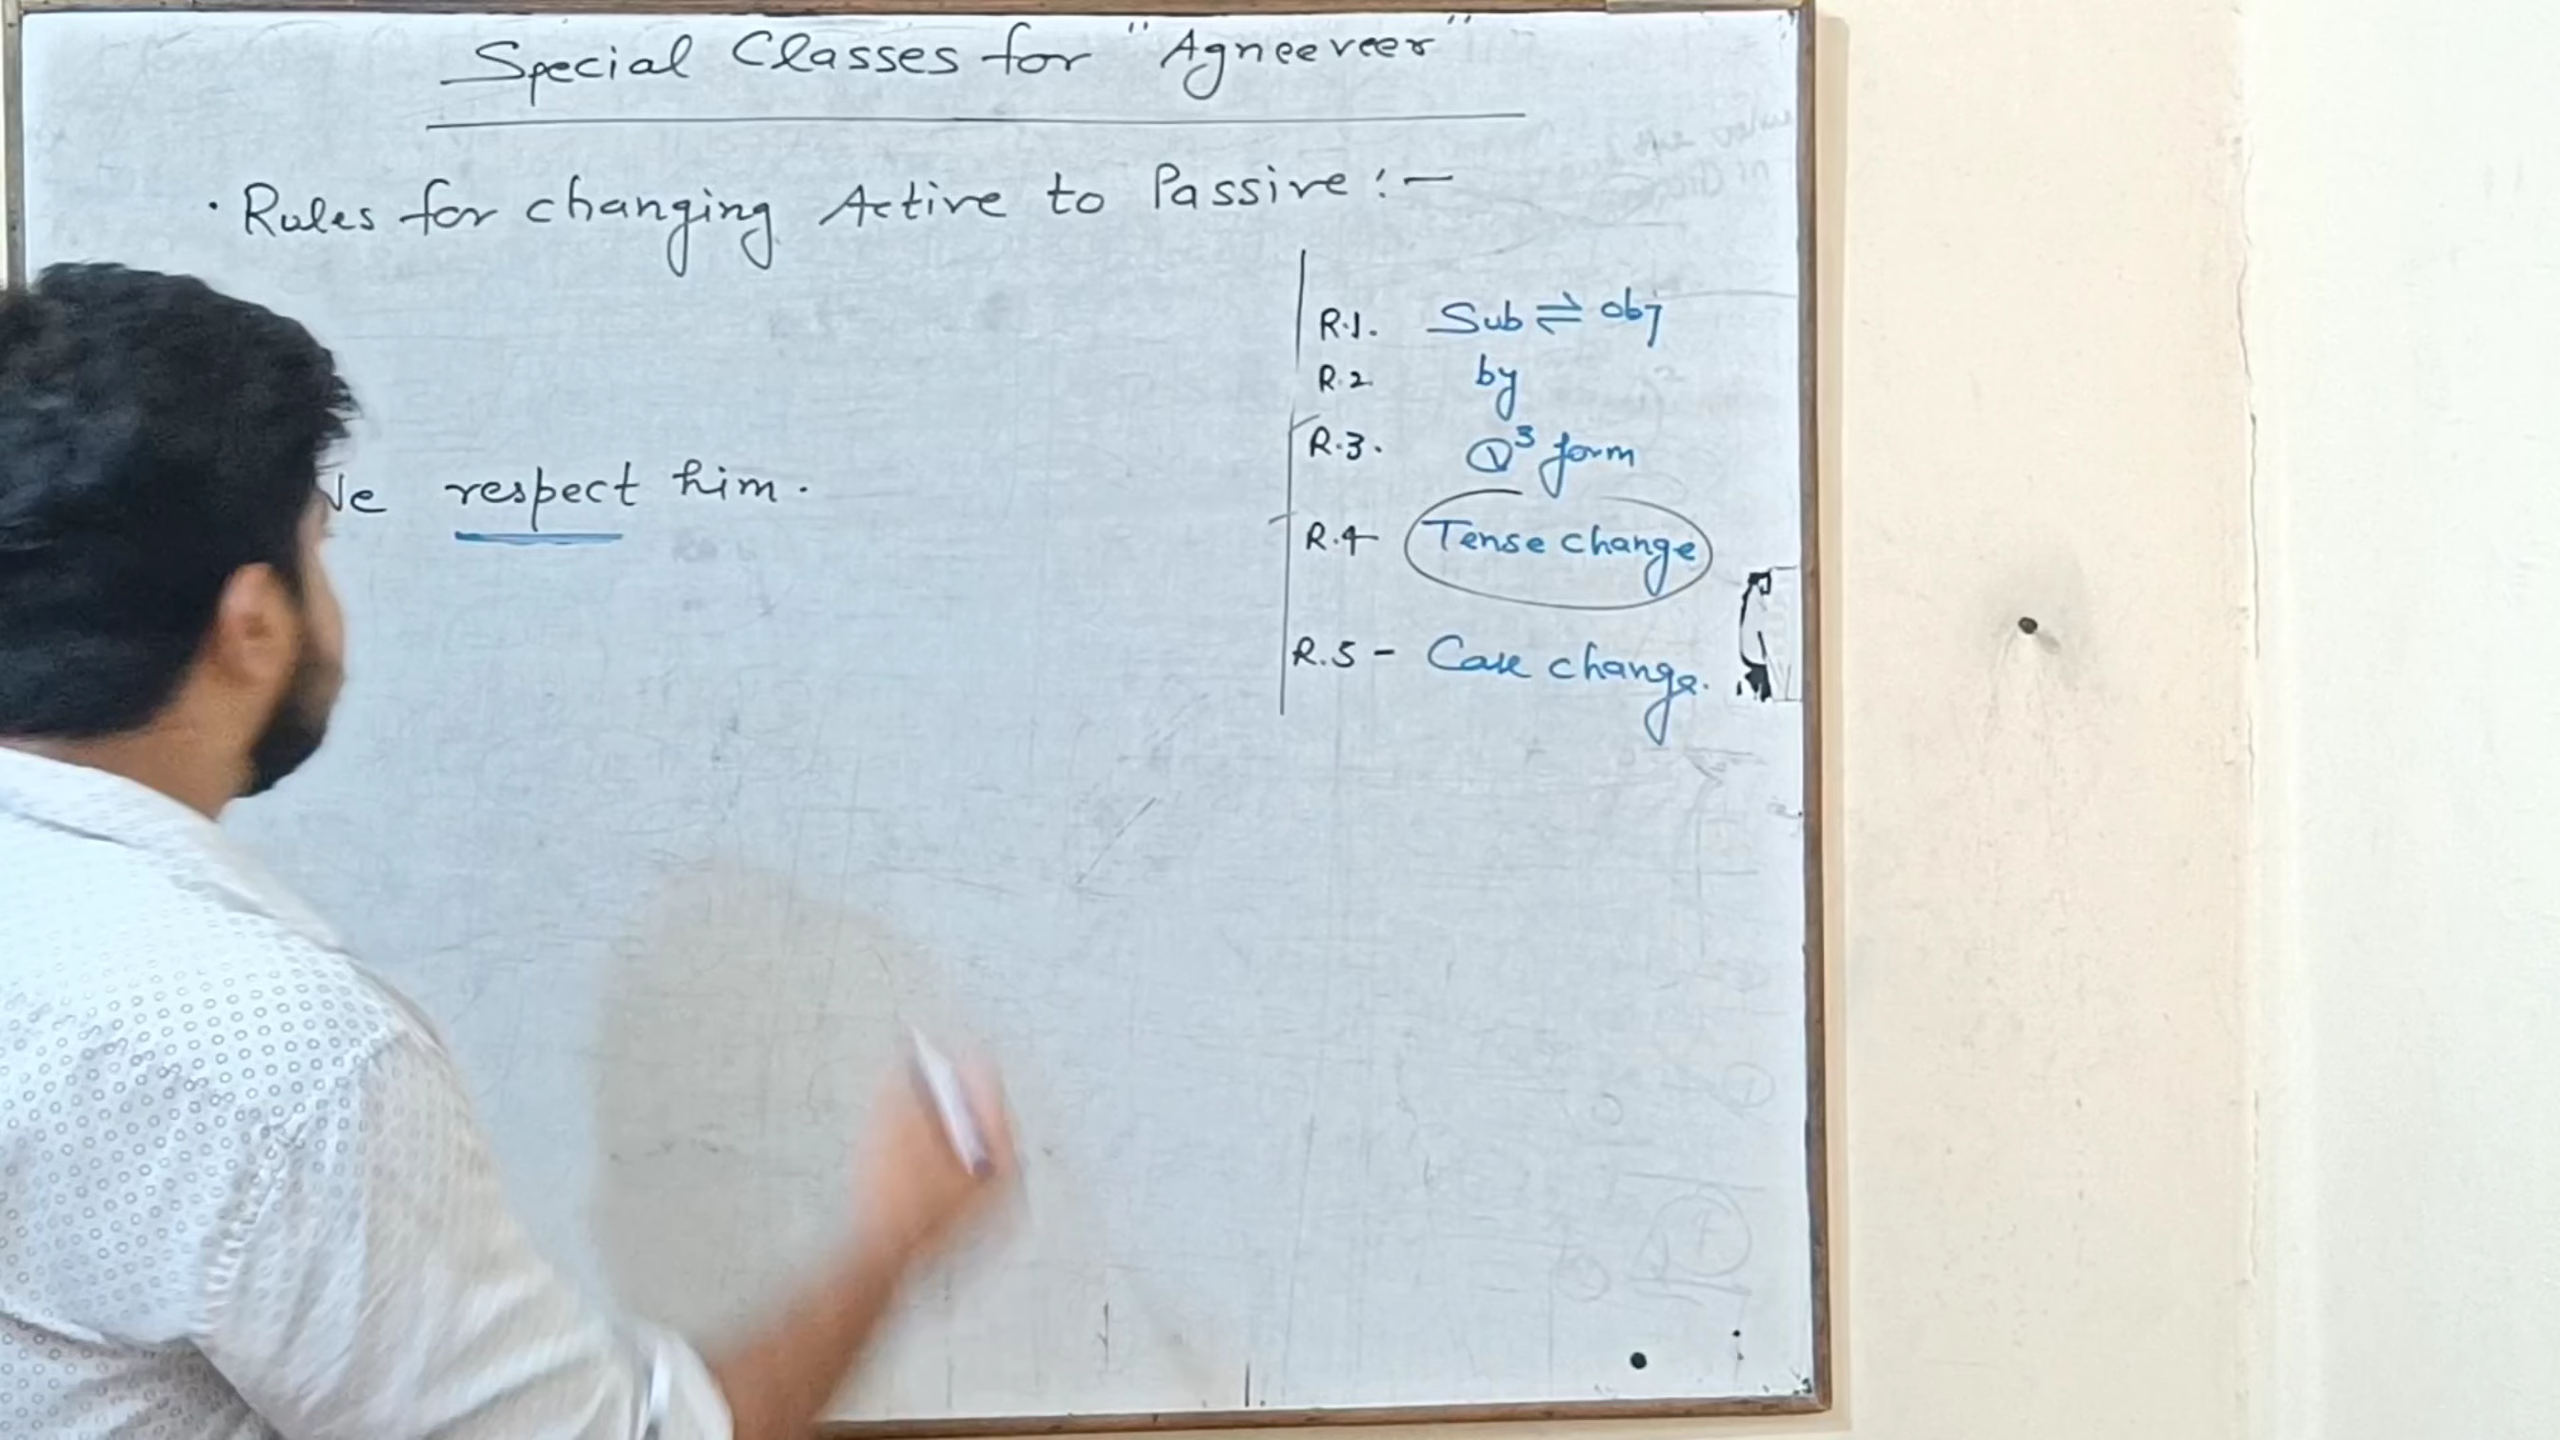 Special Classes for "Agneeveer"
· Rules for changing Active to Passive :-
R.1. Sub ⇌ obj
R.2 by
R.3. V³ form
respect him.
R.4 Tense change
R.5 - Case change.